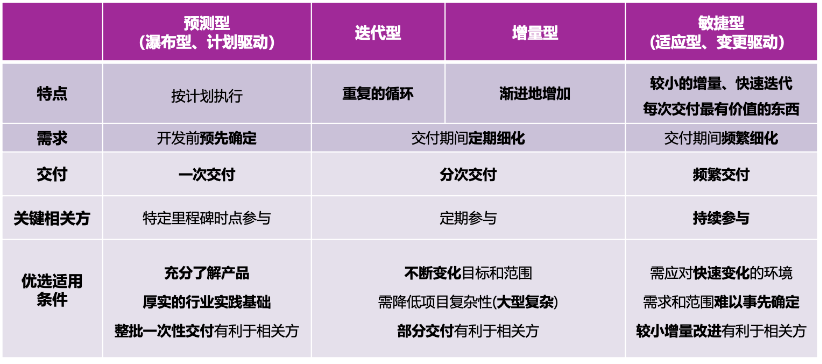 预测型
（瀑布型、计划驱动）
迭代型
增量型
敏捷型
（适应型、变更驱动）
特点
按计划执行
重复的循环
渐进地增加
较小的增量、快速迭代
每次交付最有价值的东西
需求
开发前预先确定
交付期间定期细化
交付期间频繁细化
交付
一次交付
分次交付
频繁交付
关键相关方
特定里程碑时点参与
定期参与
持续参与
优选适用
条件
充分了解产品
厚实的行业实践基础
整批一次性交付有利于相关方
不断变化目标和范围
需降低项目复杂性(大型复杂)
部分交付有利于相关方
需应对快速变化的环境
需求和范围难以事先确定
较小增量改进有利于相关方